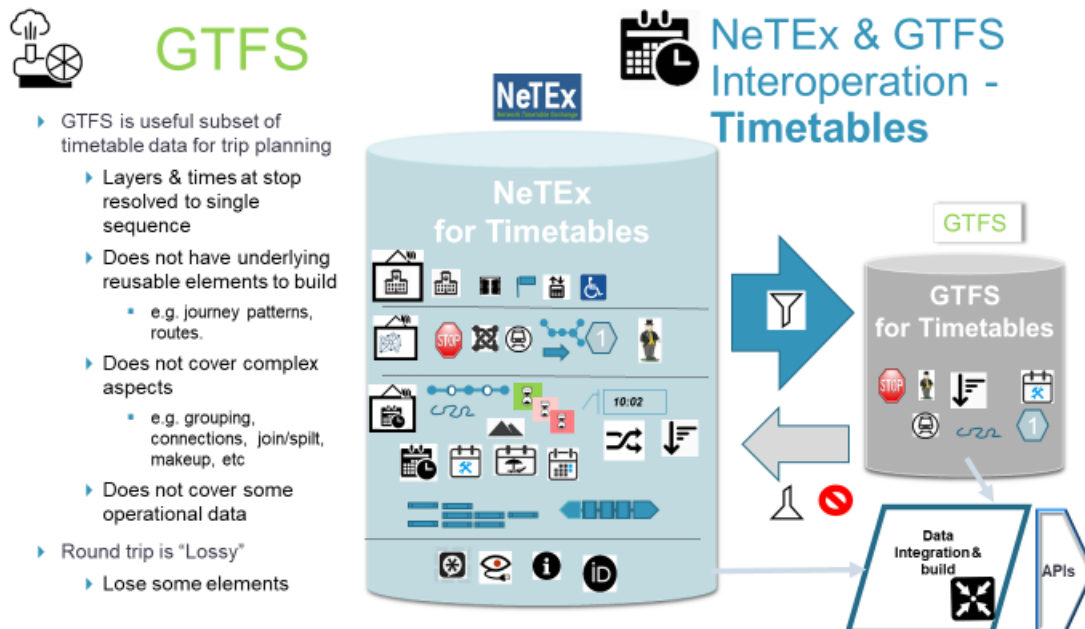 GTFS
GTFS is useful subset of
timetable data for trip planning
Layers & times at stop
resolved to single
sequence
Does not have underlying
reusable elements to build
e.g. journey patterns,
routes.
Does not cover complex
aspects
e.g. grouping,
connections, join/spilt,
makeup, etc
Does not cover some
operational data
Round trip is “Lossy”
Lose some elements
NeTEx & GTFS
Interoperation -
Timetables
NeTEx
Network Timetable Exchange
NeTEx
for Timetables
STOP
1
10:02
i
iD
GTFS
GTFS
for Timetables
STOP
1
Data
Integration &
build
APIs